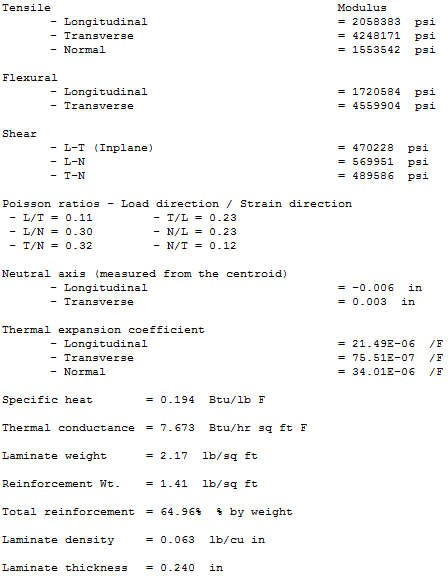 Tensile Modulus
- Longitudinal = 2058383 psi
- Transverse = 4248171 psi
- Normal = 1553542 psi
Flexural
- Longitudinal = 1720584 psi
- Transverse = 4559904 psi
Shear
- L-T (Inplane) = 470228 psi
- L-N = 569951 psi
- T-N = 489586 psi
Poisson ratios - Load direction / Strain direction
- L/T = 0.11 - T/L = 0.23
- L/N = 0.30 - N/L = 0.23
- T/N = 0.32 - N/T = 0.12
Neutral axis (measured from the centroid)
- Longitudinal = -0.006 in
- Transverse = 0.003 in
Thermal expansion coefficient
- Longitudinal = 21.49E-06 /F
- Transverse = 75.51E-07 /F
- Normal = 34.01E-06 /F
Specific heat = 0.194 Btu/lb F
Thermal conductance = 7.673 Btu/hr sq ft F
Laminate weight = 2.17 lb/sq ft
Reinforcement Wt. = 1.41 lb/sq ft
Total reinforcement = 64.96% % by weight
Laminate density = 0.063 lb/cu in
Laminate thickness = 0.240 in